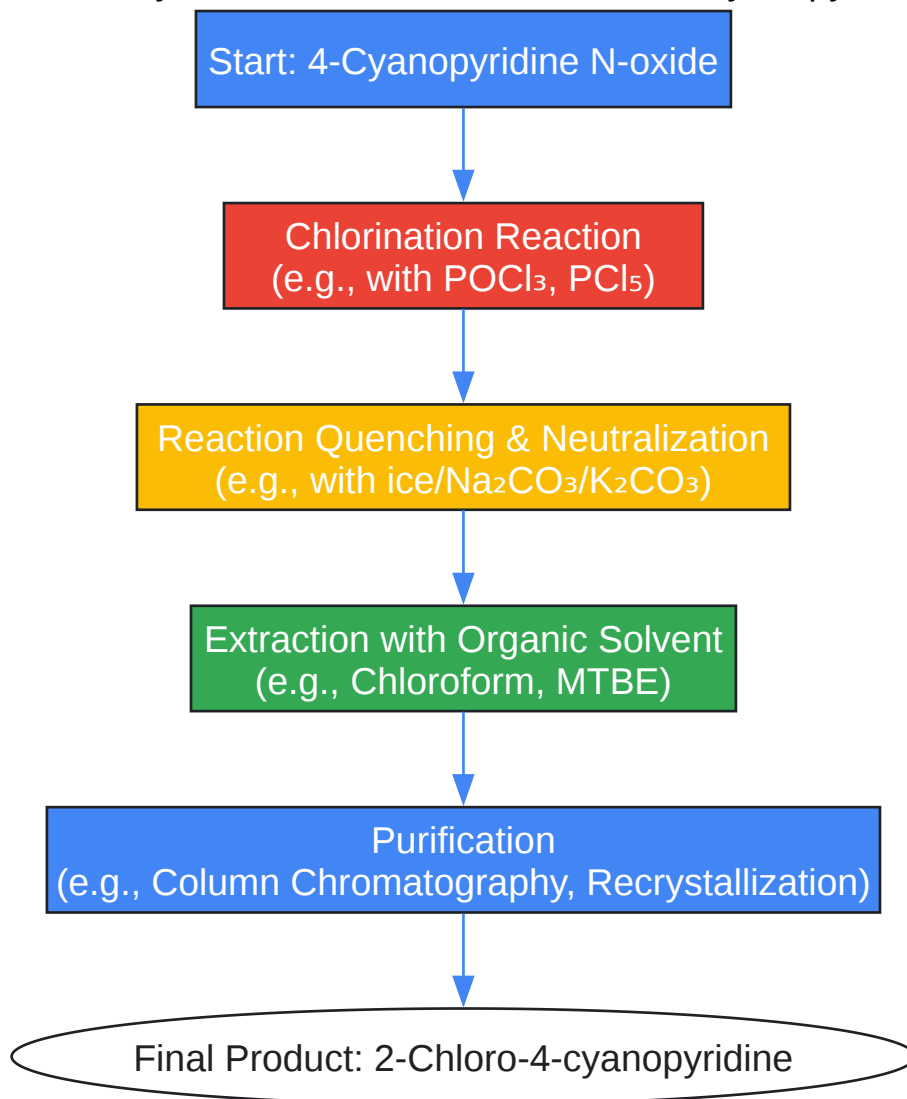 Start: 4-Cyanopyridine N-oxide
Chlorination Reaction
(e.g., with POCl₃, PCl₅)
Reaction Quenching & Neutralization
(e.g., with ice/Na₂CO₃/K₂CO₃)
Extraction with Organic Solvent
(e.g., Chloroform, MTBE)
Purification
(e.g., Column Chromatography, Recrystallization)
Final Product: 2-Chloro-4-cyanopyridine